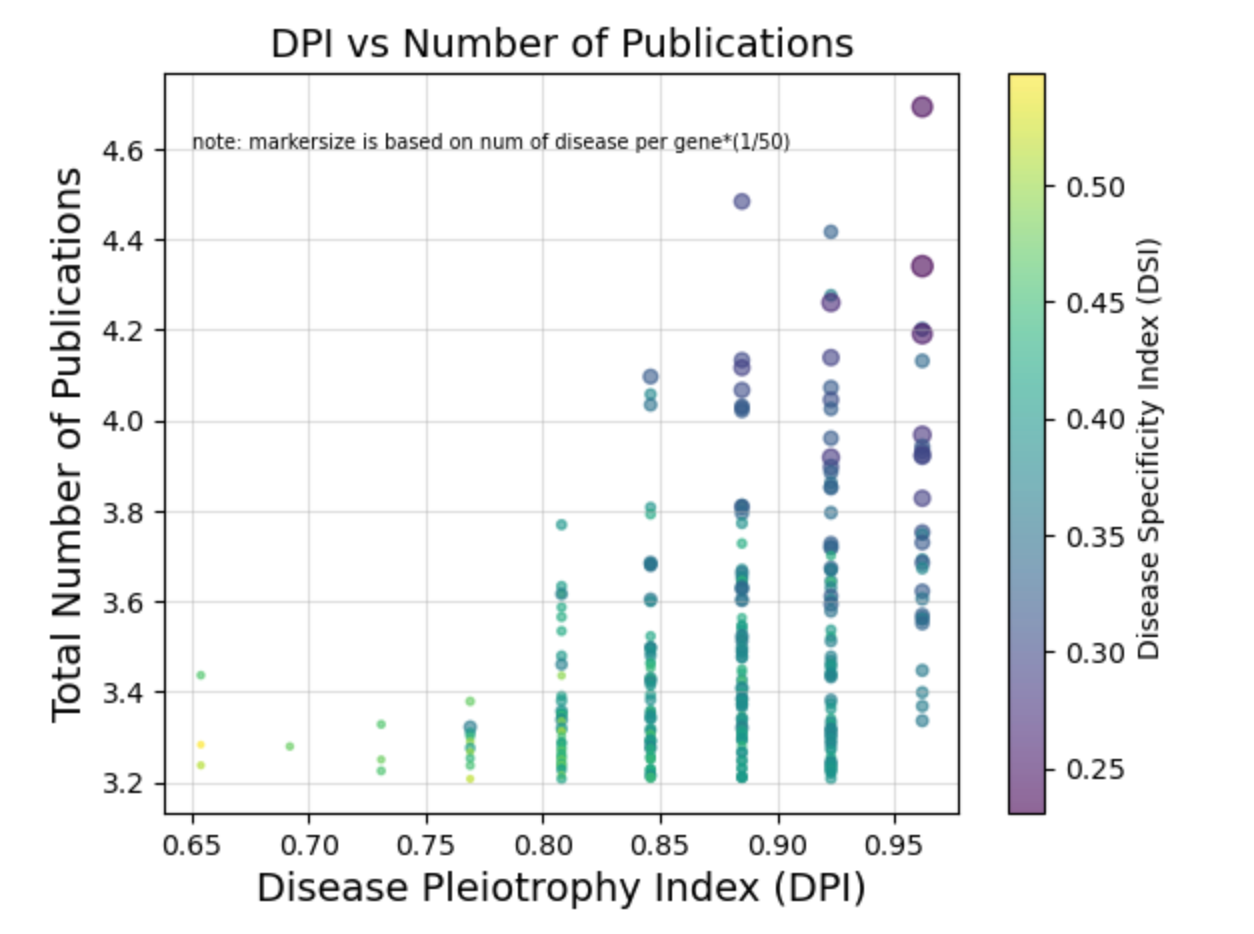 DPI vs Number of Publications
note: markersize is based on num of disease per gene*(1/50)
Total Number of Publications
4.6
4.4
4.2
4.0
3.8
3.6
3.4
3.2
0.65 0.70 0.75 0.80 0.85 0.90 0.95
Disease Pleiotrophy Index (DPI)
0.50
0.45
0.40
0.35
0.30
0.25
Disease Specificity Index (DSI)